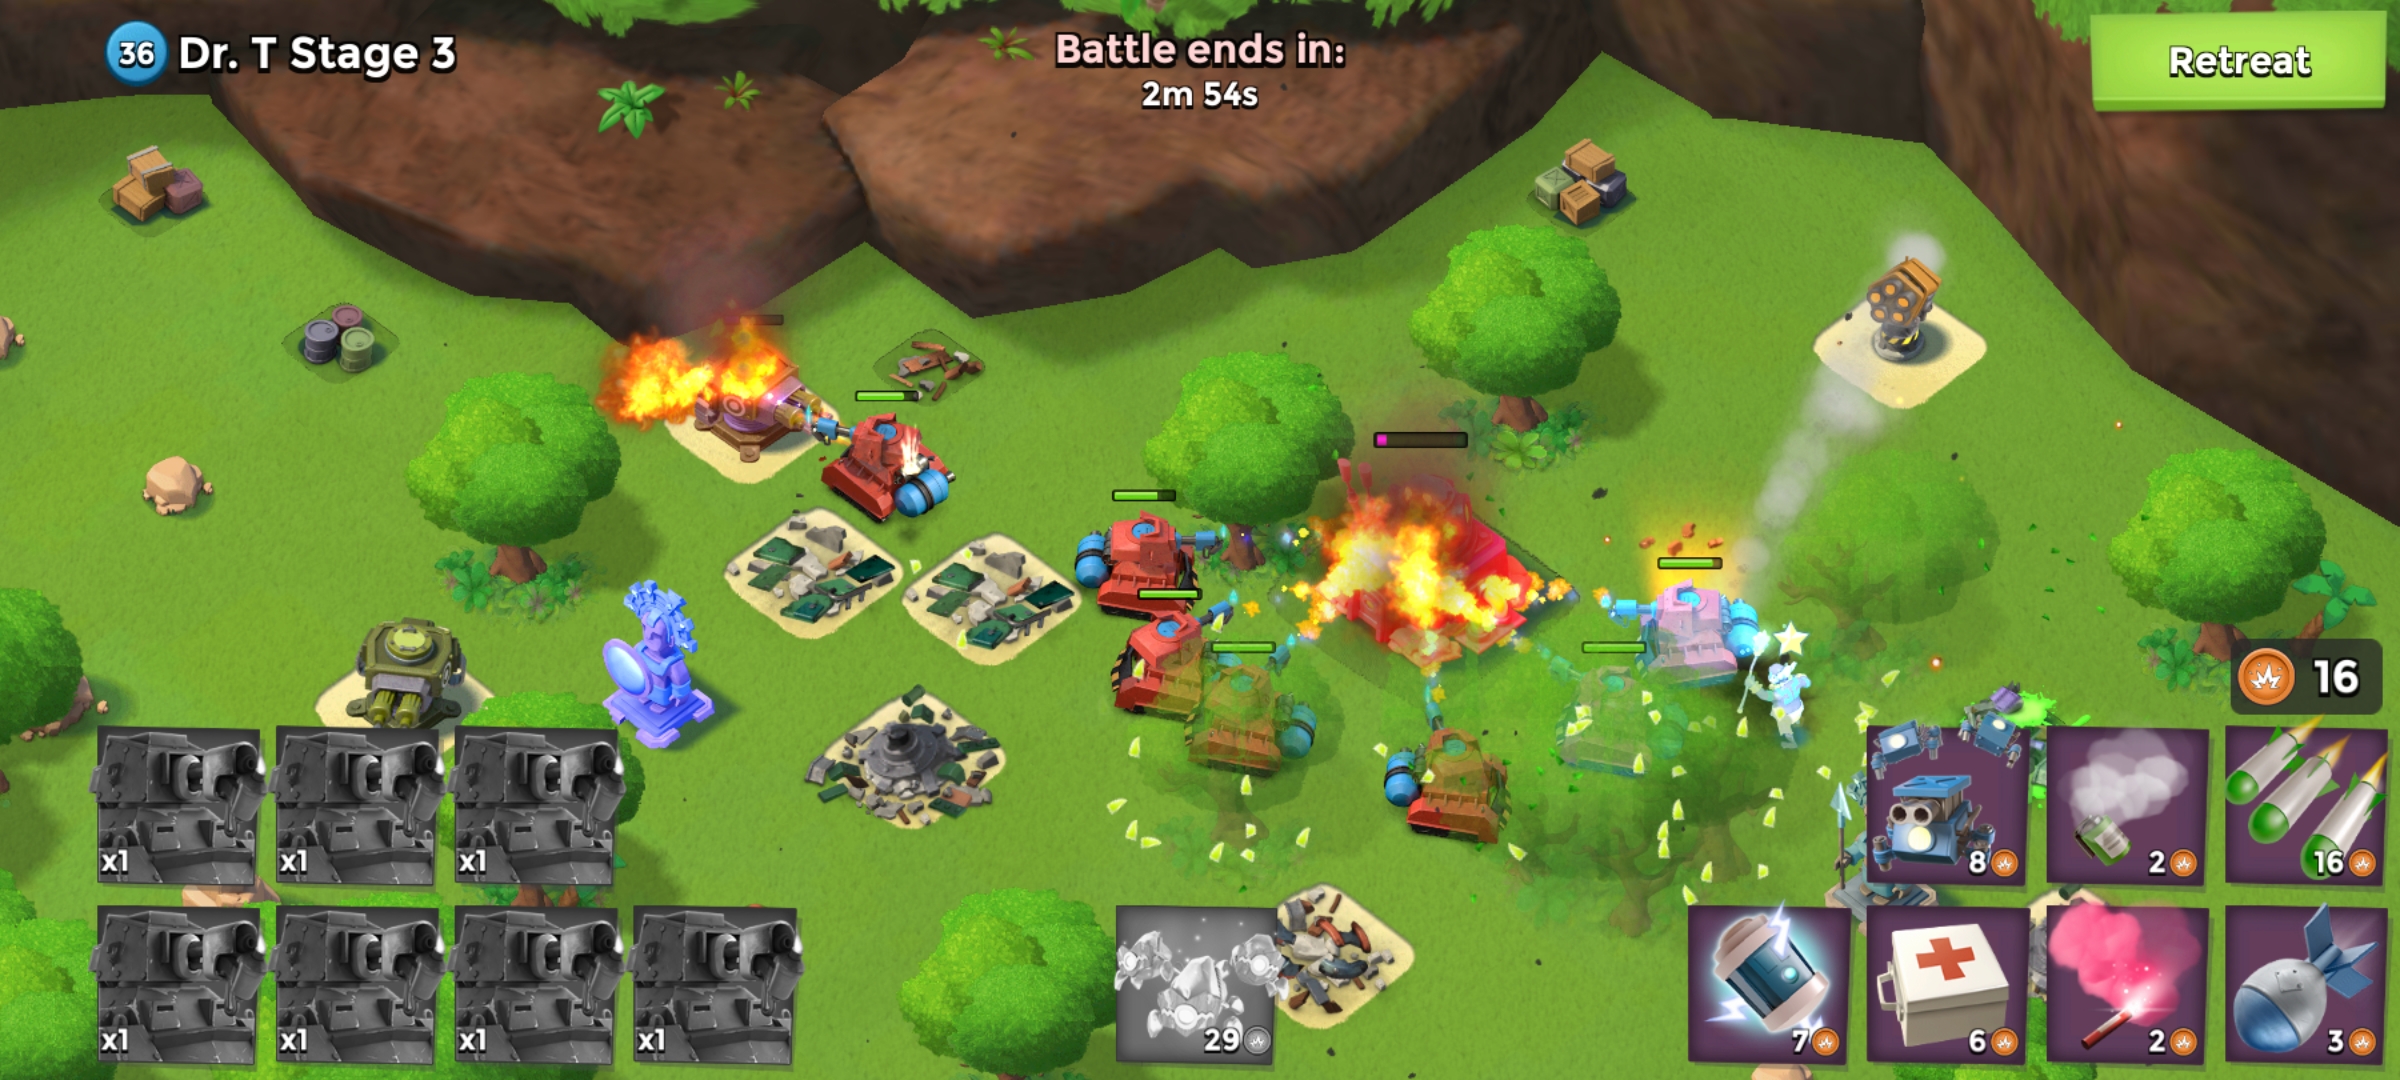 36 Dr. T Stage 3
Battle ends in:
2m 54s
Retreat
16
x1 x1 x1
8 2 16
x1 x1 x1 x1
29
7 6 2 3